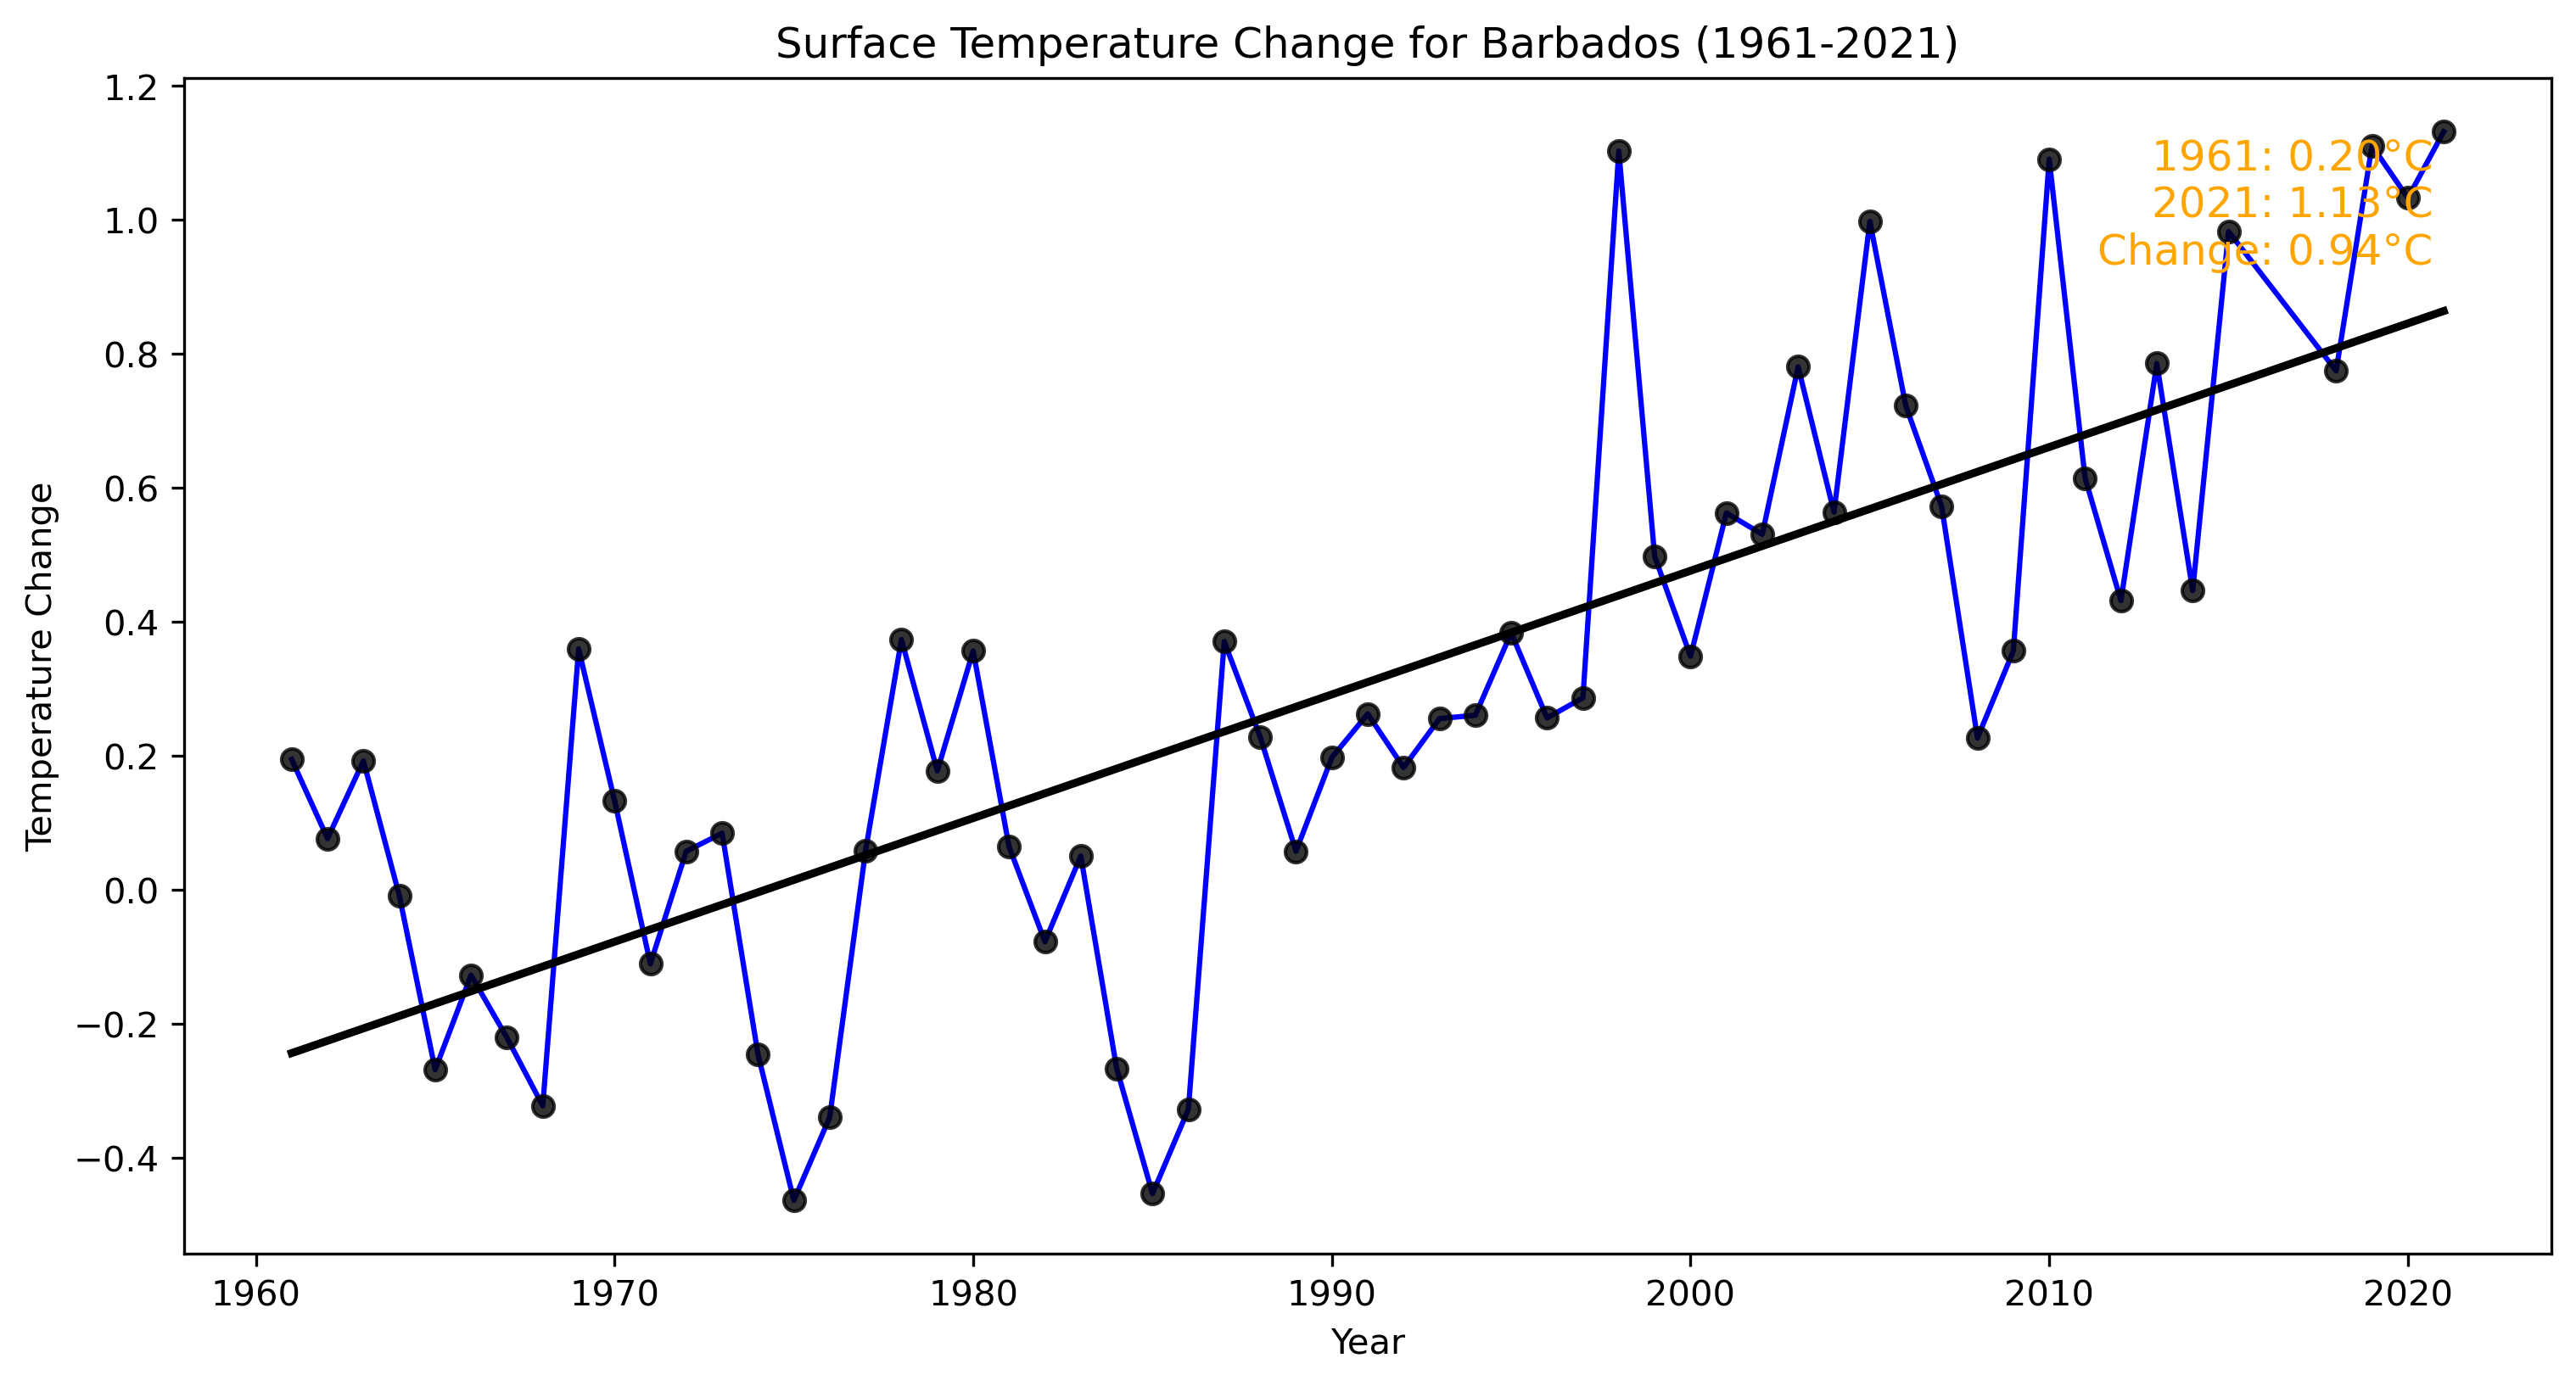 Surface Temperature Change for Barbados (1961-2021)
1.2
1.0
0.8
0.6
0.4
0.2
0.0
−0.2
−0.4
Temperature Change
1961: 0.20°C
2021: 1.13°C
Change: 0.94°C
1960 1970 1980 1990 2000 2010 2020
Year